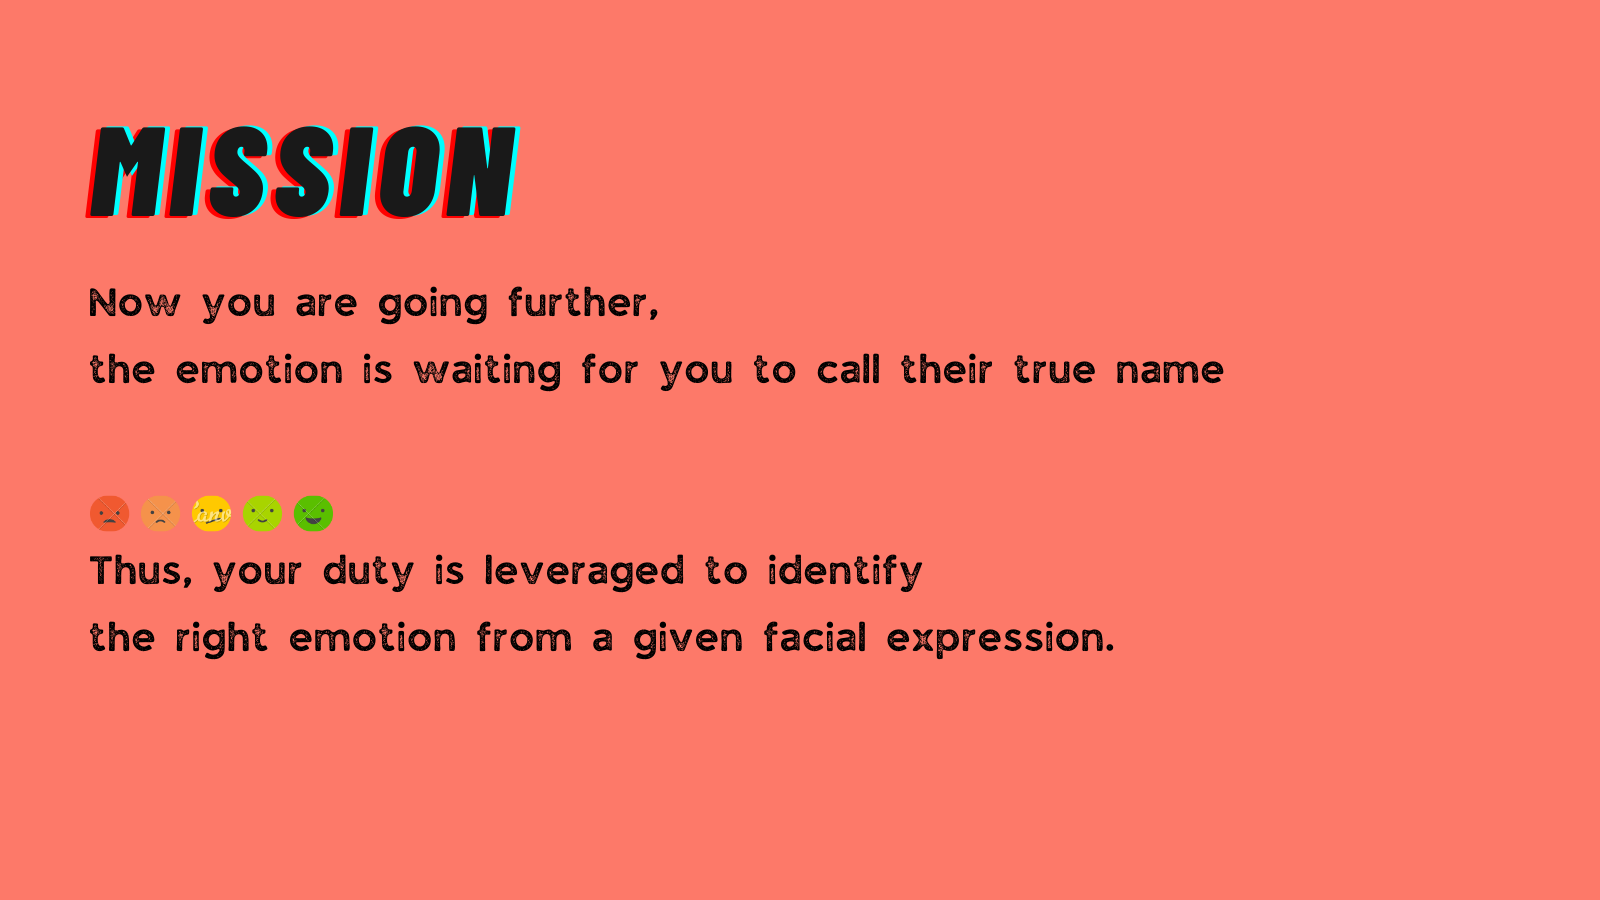 MISSION
Now you are going further,
the emotion is waiting for you to call their true name
Thus, your duty is leveraged to identify
the right emotion from a given facial expression.